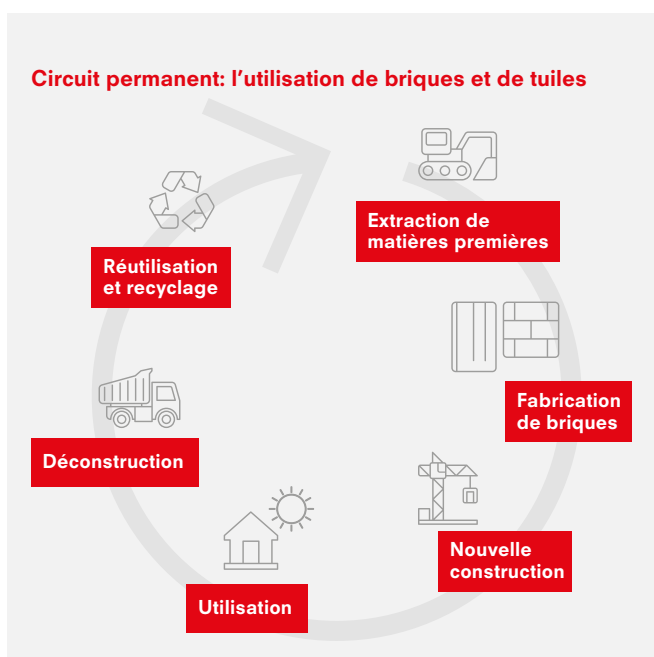 Circuit permanent: l'utilisation de briques et de tuiles
Extraction de
matières premières
Fabrication
de briques
Nouvelle
construction
Utilisation
Déconstruction
Réutilisation
et recyclage